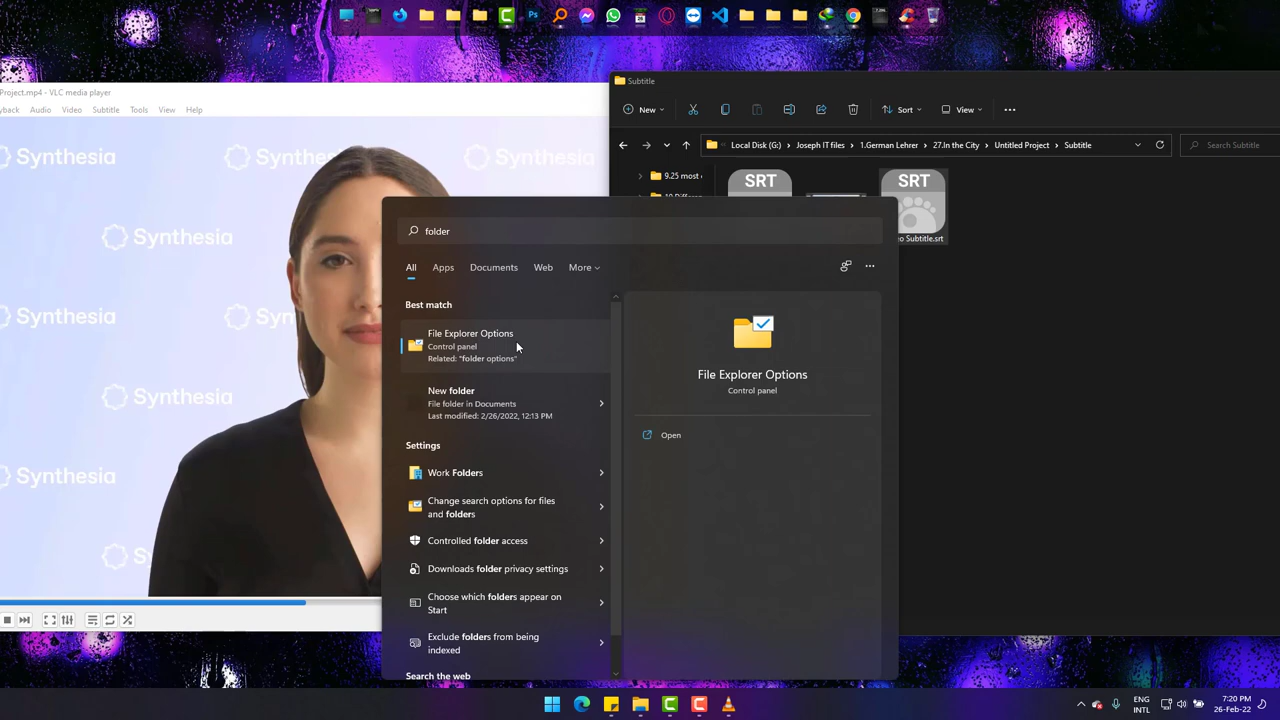 Project.mp4 - VLC media player
yback Audio Video Subtitle Tools View Help
Synthesia
Synthesia
Synthesia
Synthesia
Synthesia
Synthesia
Subtitle
New
Sort
View
Local Disk (G:) Joseph IT files 1.German Lehrer 27.In the City Untitled Project Subtitle
Search Subtitle
9.25 most
SRT
SRT
o Subtitle.srt
folder
All Apps Documents Web More
Best match
File Explorer Options
Control panel
Related: "folder options"
New folder
File folder in Documents
Last modified: 2/26/2022, 12:13 PM
Settings
Work Folders
Change search options for files
and folders
Controlled folder access
Downloads folder privacy settings
Choose which folders appear on
Start
Exclude folders from being
indexed
Search the web
File Explorer Options
Control panel
Open
ENG
INTL
7:20 PM
26-Feb-22